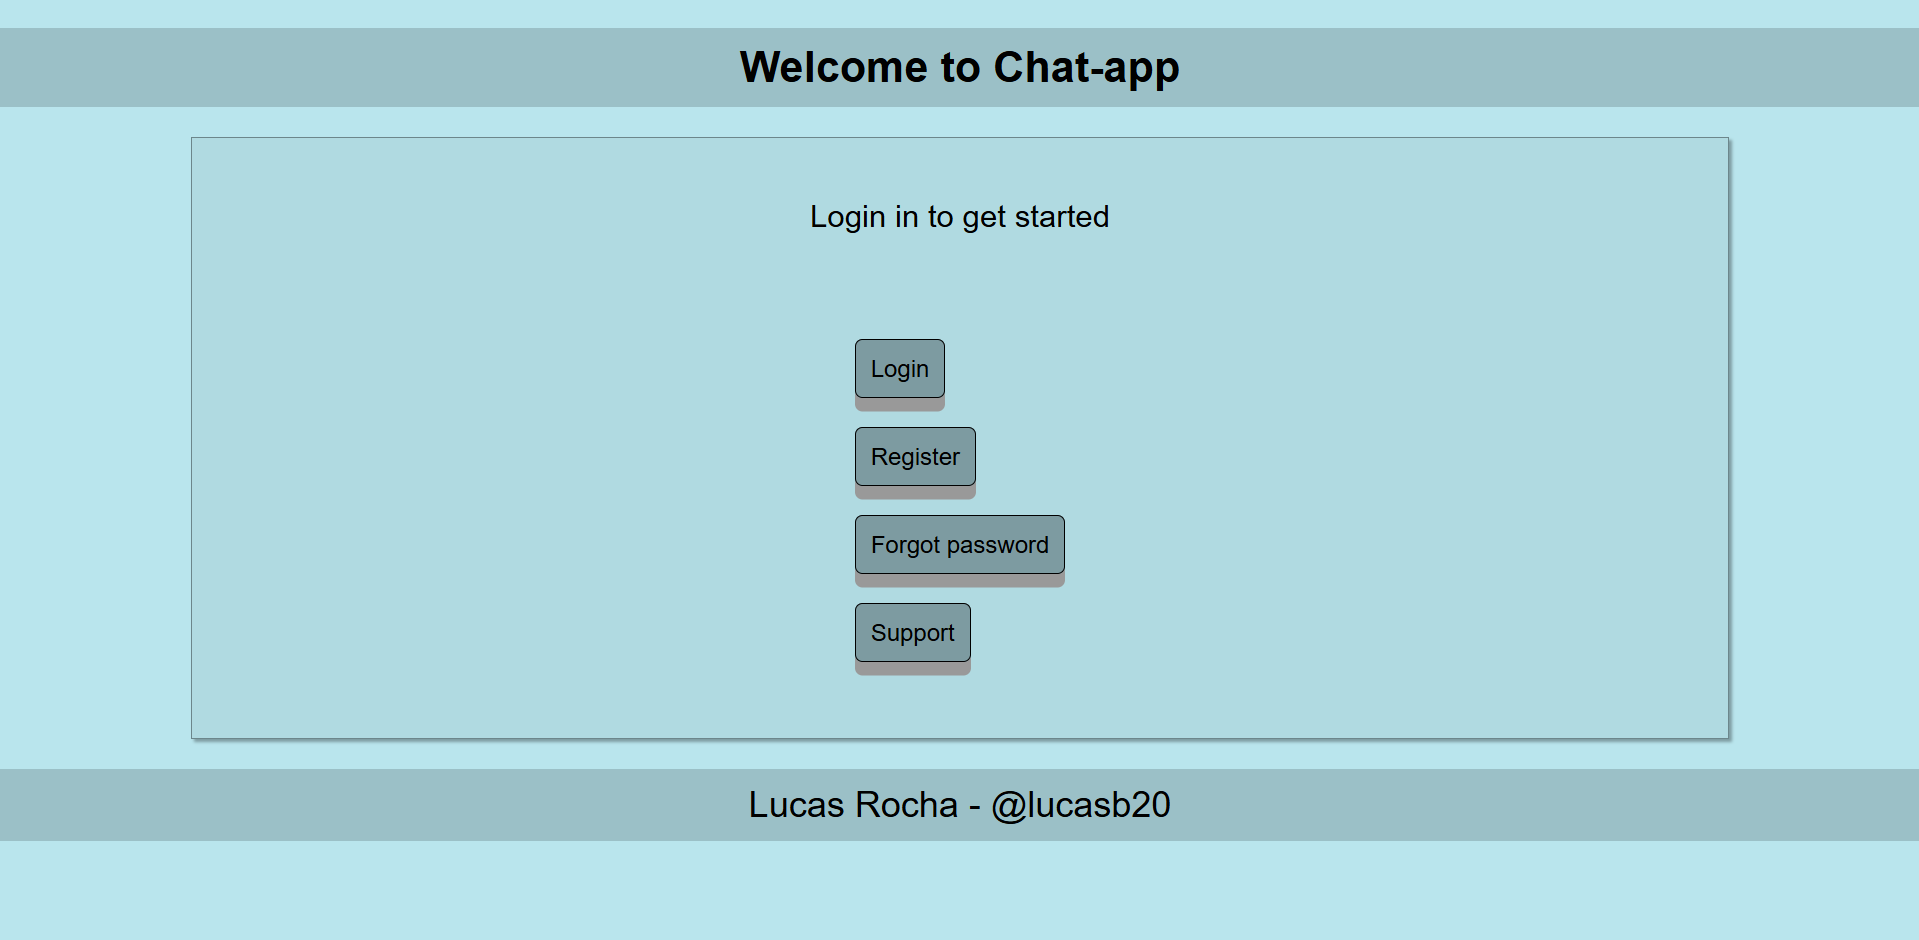 Welcome to Chat-app
Login in to get started
Login
Register
Forgot password
Support
Lucas Rocha - @lucasb20